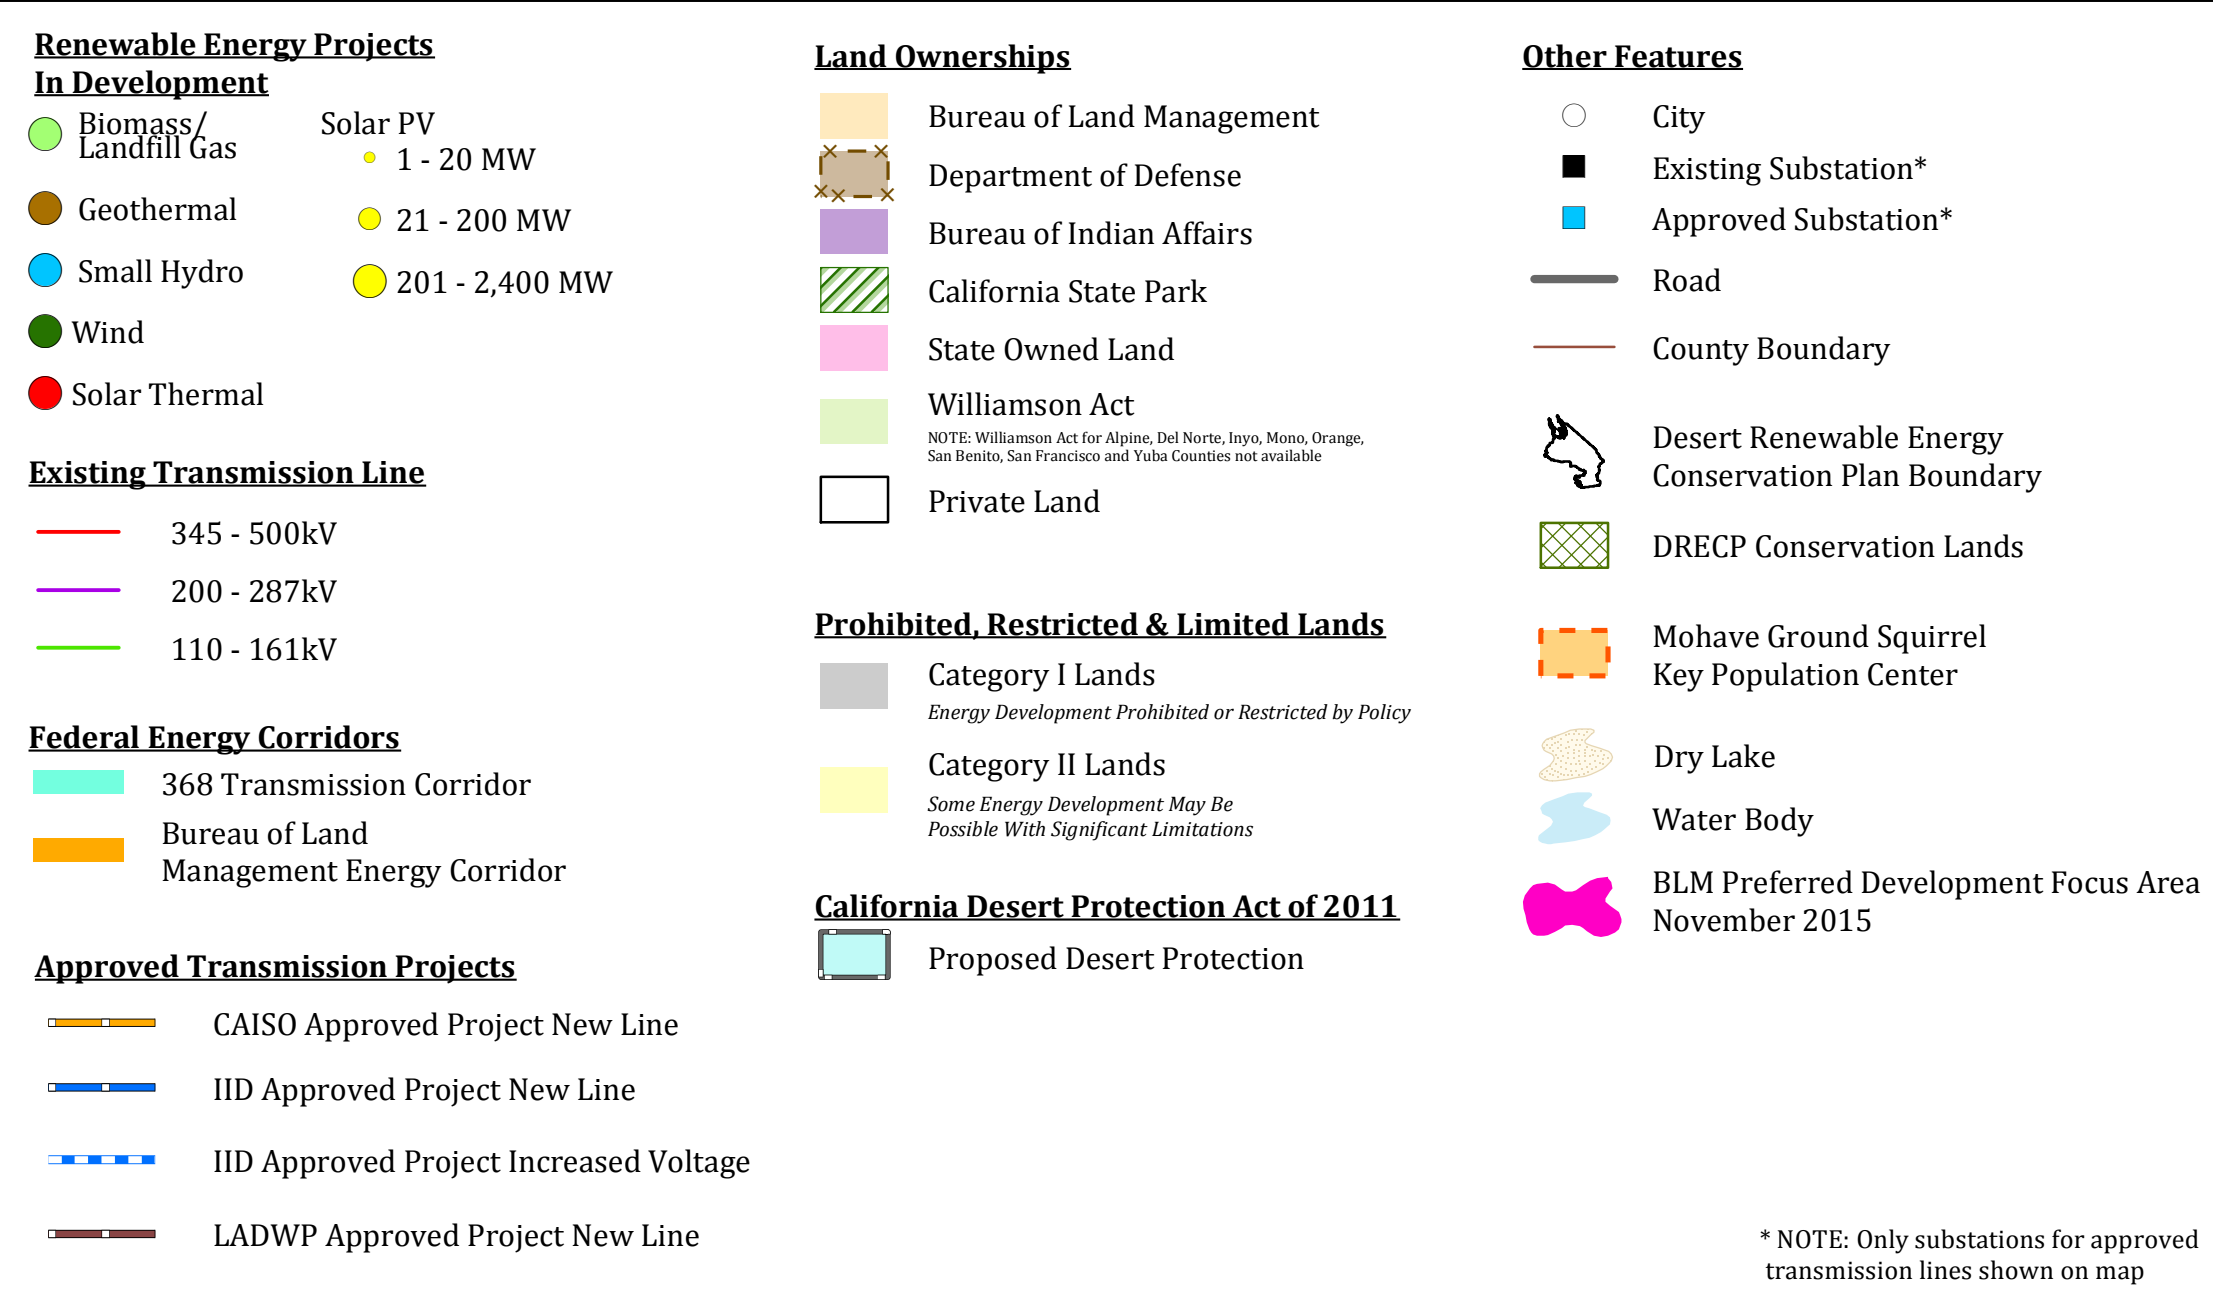 Renewable Energy Projects
In Development
Biomass/
Landfill Gas
Geothermal
Small Hydro
Wind
Solar Thermal
Solar PV
1 - 20 MW
21 - 200 MW
201 - 2,400 MW
Existing Transmission Line
345 - 500kV
200 - 287kV
110 - 161kV
Federal Energy Corridors
368 Transmission Corridor
Bureau of Land
Management Energy Corridor
Approved Transmission Projects
CAISO Approved Project New Line
IID Approved Project New Line
IID Approved Project Increased Voltage
LADWP Approved Project New Line
Land Ownerships
Bureau of Land Management
Department of Defense
Bureau of Indian Affairs
California State Park
State Owned Land
Williamson Act
NOTE: Williamson Act for Alpine, Del Norte, Inyo, Mono, Orange,
San Benito, San Francisco and Yuba Counties not available
Private Land
Prohibited, Restricted & Limited Lands
Category I Lands
Energy Development Prohibited or Restricted by Policy
Category II Lands
Some Energy Development May Be
Possible With Significant Limitations
California Desert Protection Act of 2011
Proposed Desert Protection
Other Features
City
Existing Substation*
Approved Substation*
Road
County Boundary
Desert Renewable Energy
Conservation Plan Boundary
DRECP Conservation Lands
Mohave Ground Squirrel
Key Population Center
Dry Lake
Water Body
BLM Preferred Development Focus Area
November 2015
* NOTE: Only substations for approved
transmission lines shown on map